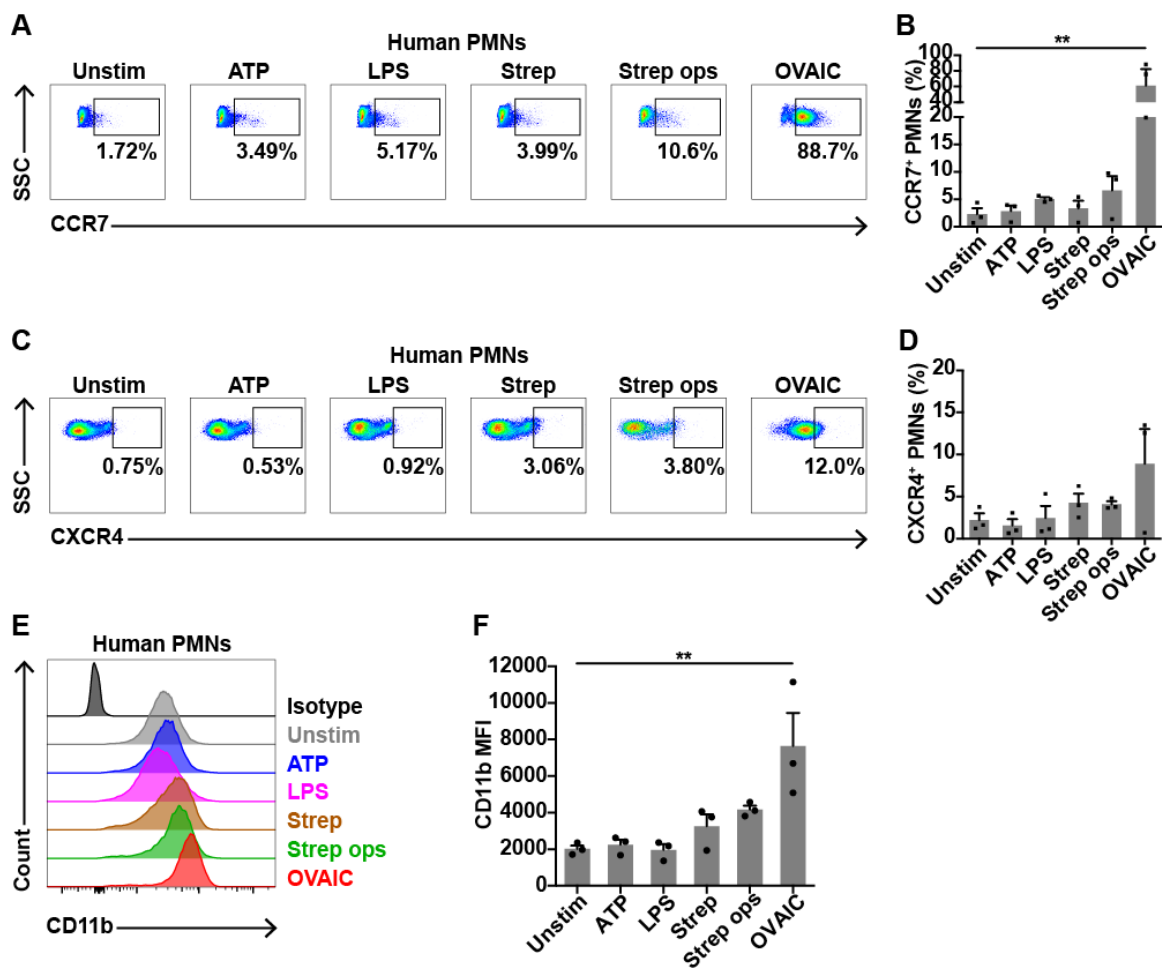 A
Human PMNs
Unstim ATP LPS Strep Strep ops OVAIC
1.72% 3.49% 5.17% 3.99% 10.6% 88.7%
SSC
CCR7
B
**
CCR7+ PMNs (%)
100
80
60
40
20
15
10
5
0
Unstim ATP LPS Strep Strep ops OVAIC
C
Human PMNs
Unstim ATP LPS Strep Strep ops OVAIC
0.75% 0.53% 0.92% 3.06% 3.80% 12.0%
SSC
CXCR4
D
CXCR4+ PMNs (%)
20
15
10
5
0
Unstim ATP LPS Strep Strep ops OVAIC
E
Human PMNs
Isotype
Unstim
ATP
LPS
Strep
Strep ops
OVAIC
Count
CD11b
F
**
CD11b MFI
12000
10000
8000
6000
4000
2000
0
Unstim ATP LPS Strep Strep ops OVAIC